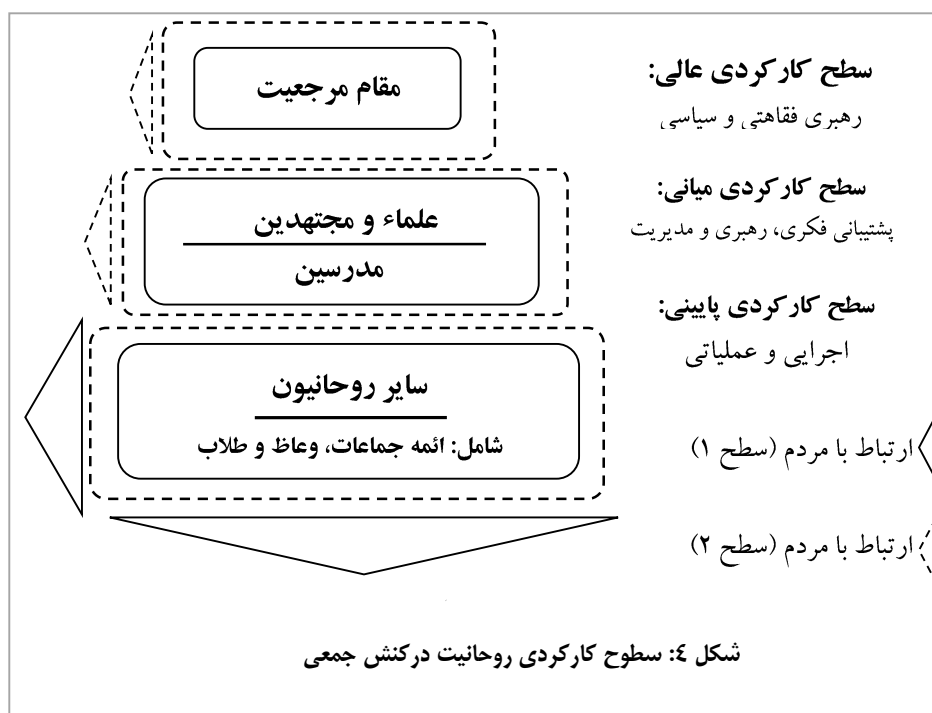 سطح کارکردی عالی:
رهبری فقاهتی و سیاسی
مقام مرجعیت
سطح کارکردی میانی:
پشتیبانی فکری، رهبری و مدیریت
علماء و مجتهدین
مدرسین
سطح کارکردی پایینی:
اجرایی و عملیاتی
سایر روحانیون
شامل: ائمه جماعات، وعاظ و طلاب
ارتباط با مردم (سطح ۱)
ارتباط با مردم (سطح ۲)
شکل ٤: سطوح کارکردی روحانیت درکنش جمعی